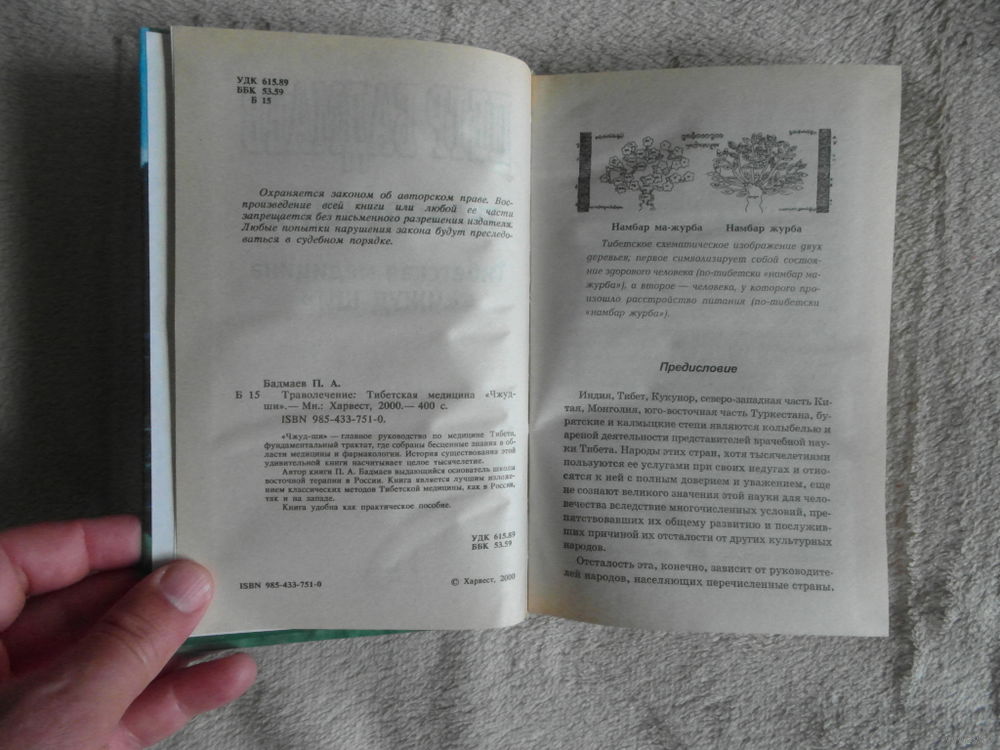 УДК 615.89
ББК 53.59
Б 15
Охраняется законом об авторском праве. Вос-
произведение всей книги или любой ее части
запрещается без письменного разрешения издателя.
Любые попытки нарушения закона будут преследо-
ваться в судебном порядке.
Бадмаев П. А.
Б 15 Траволечение: Тибетская медицина «Чжуд-
ши».— Мн.: Харвест, 2000.— 400 с.
ISBN 985-433-751-0.
«Чжуд-ши» — главное руководство по медицине Тибета,
фундаментальный трактат, где собраны бесценные знания в об-
ласти медицины и фармакологии. История существования этой
удивительной книги насчитывает целое тысячелетие.
Автор книги П. А. Бадмаев выдающийся основатель школы
восточной терапии в России. Книга является лучшим изложе-
нием классических методов Тибетской медицины, как в России,
так и на западе.
Книга удобна как практическое пособие.
УДК 615.89
ББК 53.59
ISBN 985-433-751-0
© Харвест, 2000
Намбар ма-журба Намбар журба
Тибетское схематическое изображение двух
деревьев, первое символизирует собой состоя-
ние здорового человека (по-тибетски «намбар ма-
журба»), а второе — человека, у которого про-
изошло расстройство питания (по-тибетски
«намбар журба»).
Предисловие
Индия, Тибет, Кукунор, северо-западная часть Ки-
тая, Монголия, юго-восточная часть Туркестана, бу-
рятские и калмыцкие степи являются колыбелью и
ареной деятельности представителей врачебной нау-
ки Тибета. Народы этих стран, хотя тысячелетиями
пользуются ее услугами при своих недугах и отно-
сятся к ней с полным доверием и уважением, еще
не сознают великого значения этой науки для чело-
вечества вследствие многочисленных условий, пре-
пятствовавших их общему развитию и послужив-
ших причиной их отсталости от других культурных
народов.
Отсталость эта, конечно, зависит от руководите-
лей народов, населяющих перечисленные страны.